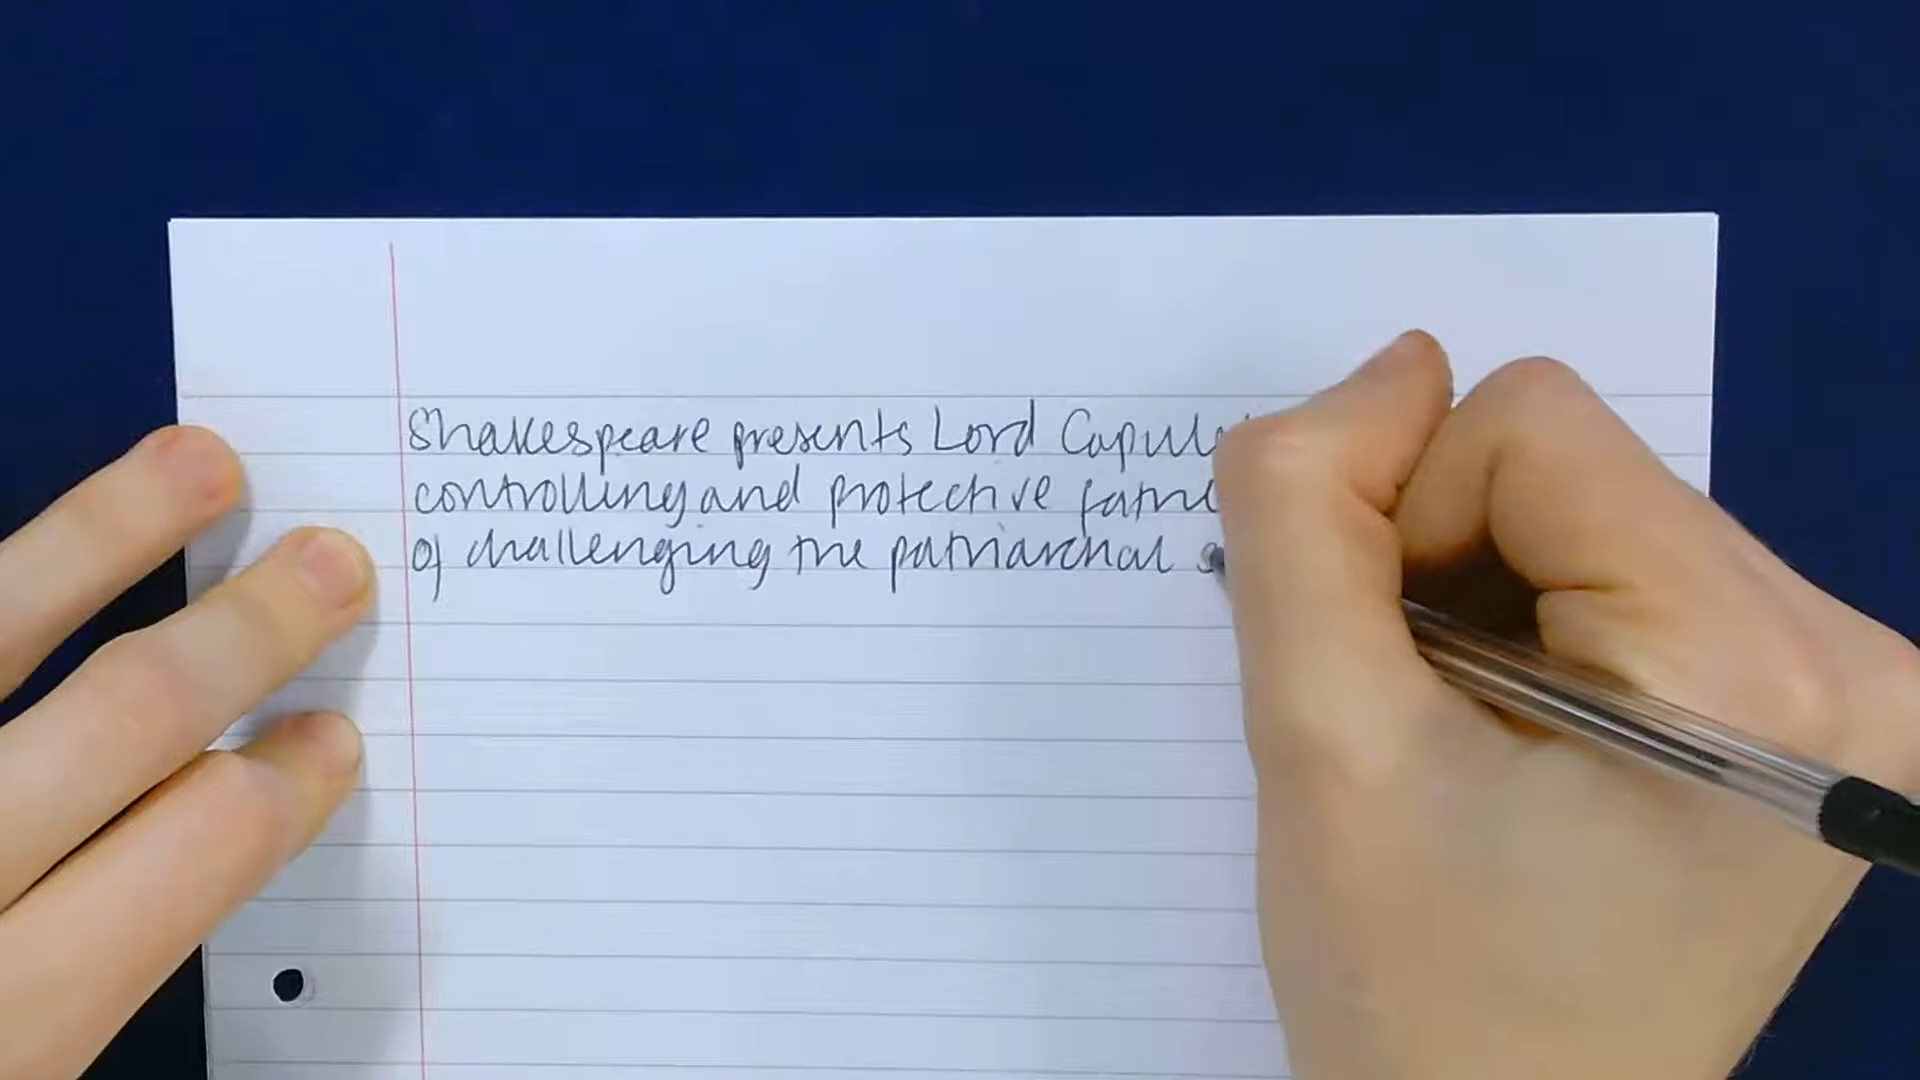 Shakespeare presents Lord
controlling and protective
of challenging the patriarchal